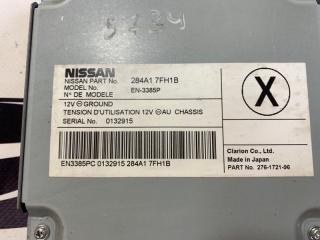 5234
NISSAN
NISSAN PART No. 284A1 7FH1B
MODEL No. EN-3385P
N° DE MODELE
12V ⊖ GROUND
TENSION D'UTILISATION 12V ⊖ AU CHASSIS
SERIAL No. 0132915
EN3385PC 0132915 284A1 7FH1B
X
Clarion Co., Ltd.
Made in Japan
PART No. 276-1721-96